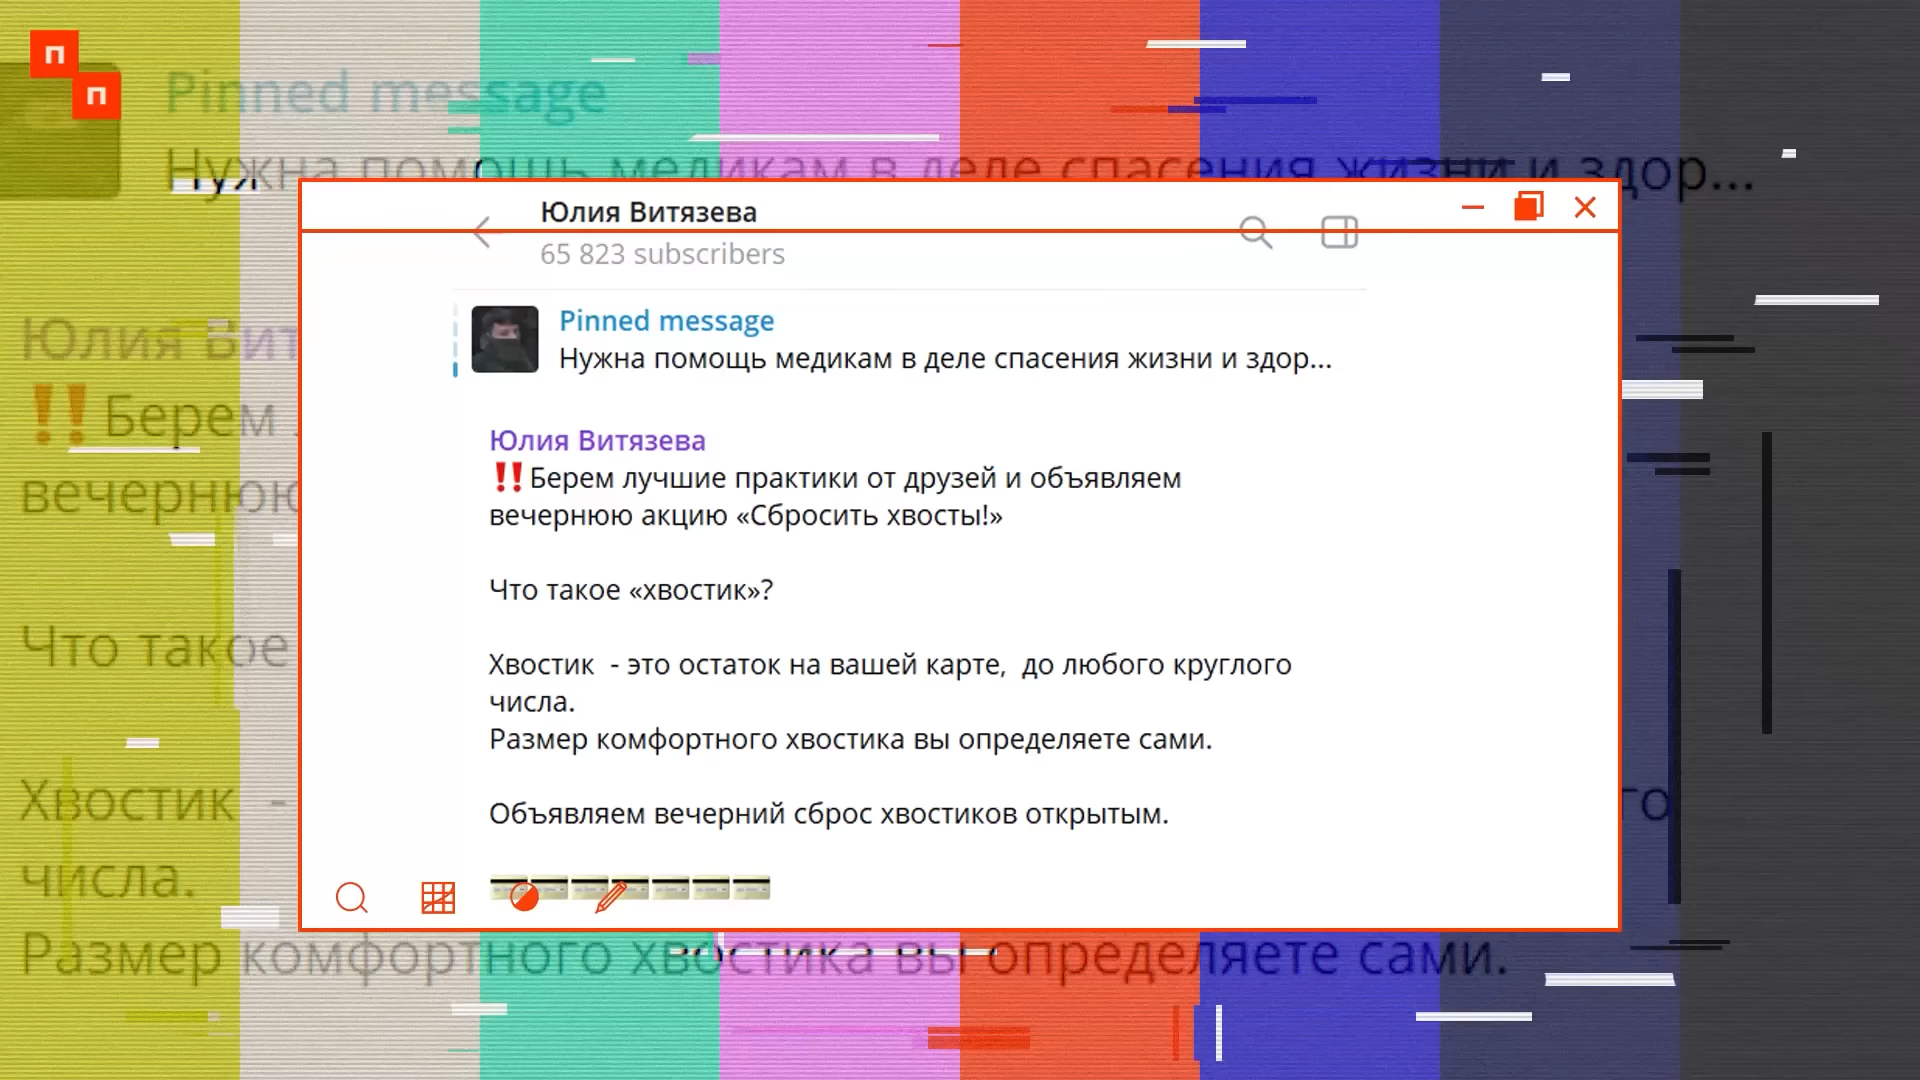 П
П
Pinned message
Нужна помощь медикам в деле спасения жизни и здор...
Юлия Витязева
65 823 subscribers
Pinned message
Нужна помощь медикам в деле спасения жизни и здор...
Юлия Витязева
‼️Берем лучшие практики от друзей и объявляем
вечернюю акцию «Сбросить хвосты!»
Что такое «хвостик»?
Хвостик - это остаток на вашей карте, до любого круглого
числа.
Размер комфортного хвостика вы определяете сами.
Объявляем вечерний сброс хвостиков открытым.
Юлия Вит
‼️Берем
вечернюю
Что такое
Хвостик -
го
числа.
Размер комфортного хвостика вы определяете сами.